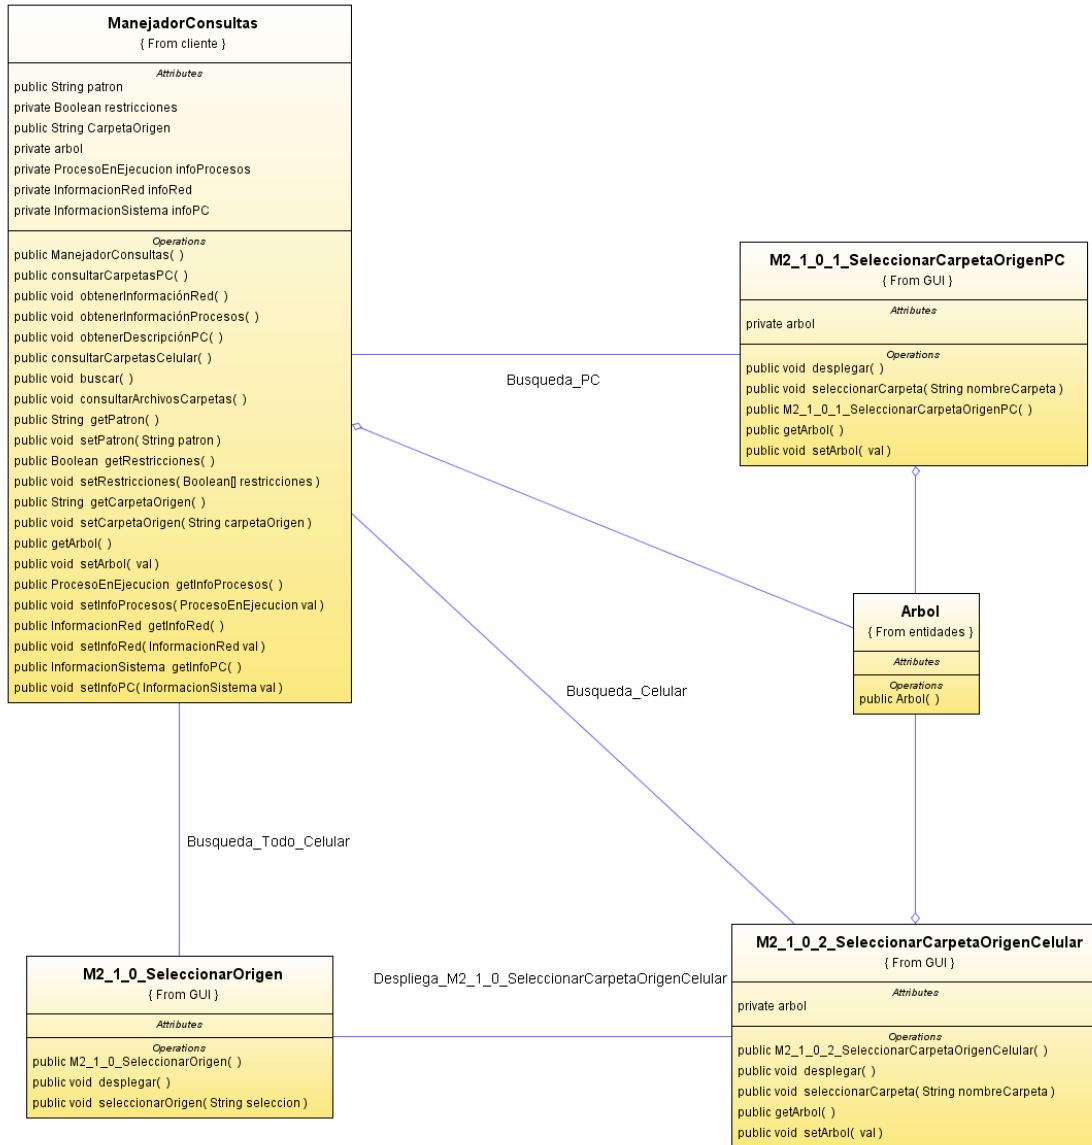 ManejadorConsultas
{ From cliente }
Attributes
public String patron
private Boolean restricciones
public String CarpetaOrigen
private arbol
private ProcesoEnEjecucion infoProcesos
private InformacionRed infoRed
private InformacionSistema infoPC
Operations
public ManejadorConsultas( )
public consultarCarpetasPC( )
public void obtenerInformaciónRed( )
public void obtenerInformaciónProcesos( )
public void obtenerDescripciónPC( )
public consultarCarpetasCelular( )
public void buscar( )
public void consultarArchivosCarpetas( )
public String getPatron( )
public void setPatron( String patron )
public Boolean getRestricciones( )
public void setRestricciones( Boolean[] restricciones )
public String getCarpetaOrigen( )
public void setCarpetaOrigen( String carpetaOrigen )
public getArbol( )
public void setArbol( val )
public ProcesoEnEjecucion getInfoProcesos( )
public void setInfoProcesos( ProcesoEnEjecucion val )
public InformacionRed getInfoRed( )
public void setInfoRed( InformacionRed val )
public InformacionSistema getInfoPC( )
public void setInfoPC( InformacionSistema val )
Busqueda_PC
M2_1_0_1_SeleccionarCarpetaOrigenPC
{ From GUI }
Attributes
private arbol
Operations
public void desplegar( )
public void seleccionarCarpeta( String nombreCarpeta )
public M2_1_0_1_SeleccionarCarpetaOrigenPC( )
public getArbol( )
public void setArbol( val )
Arbol
{ From entidades }
Attributes
Operations
public Arbol( )
Busqueda_Celular
Busqueda_Todo_Celular
M2_1_0_SeleccionarOrigen
{ From GUI }
Attributes
Operations
public M2_1_0_SeleccionarOrigen( )
public void desplegar( )
public void seleccionarOrigen( String seleccion )
Despliega_M2_1_0_SeleccionarCarpetaOrigenCelular
M2_1_0_2_SeleccionarCarpetaOrigenCelular
{ From GUI }
Attributes
private arbol
Operations
public M2_1_0_2_SeleccionarCarpetaOrigenCelular( )
public void desplegar( )
public void seleccionarCarpeta( String nombreCarpeta )
public getArbol( )
public void setArbol( val )